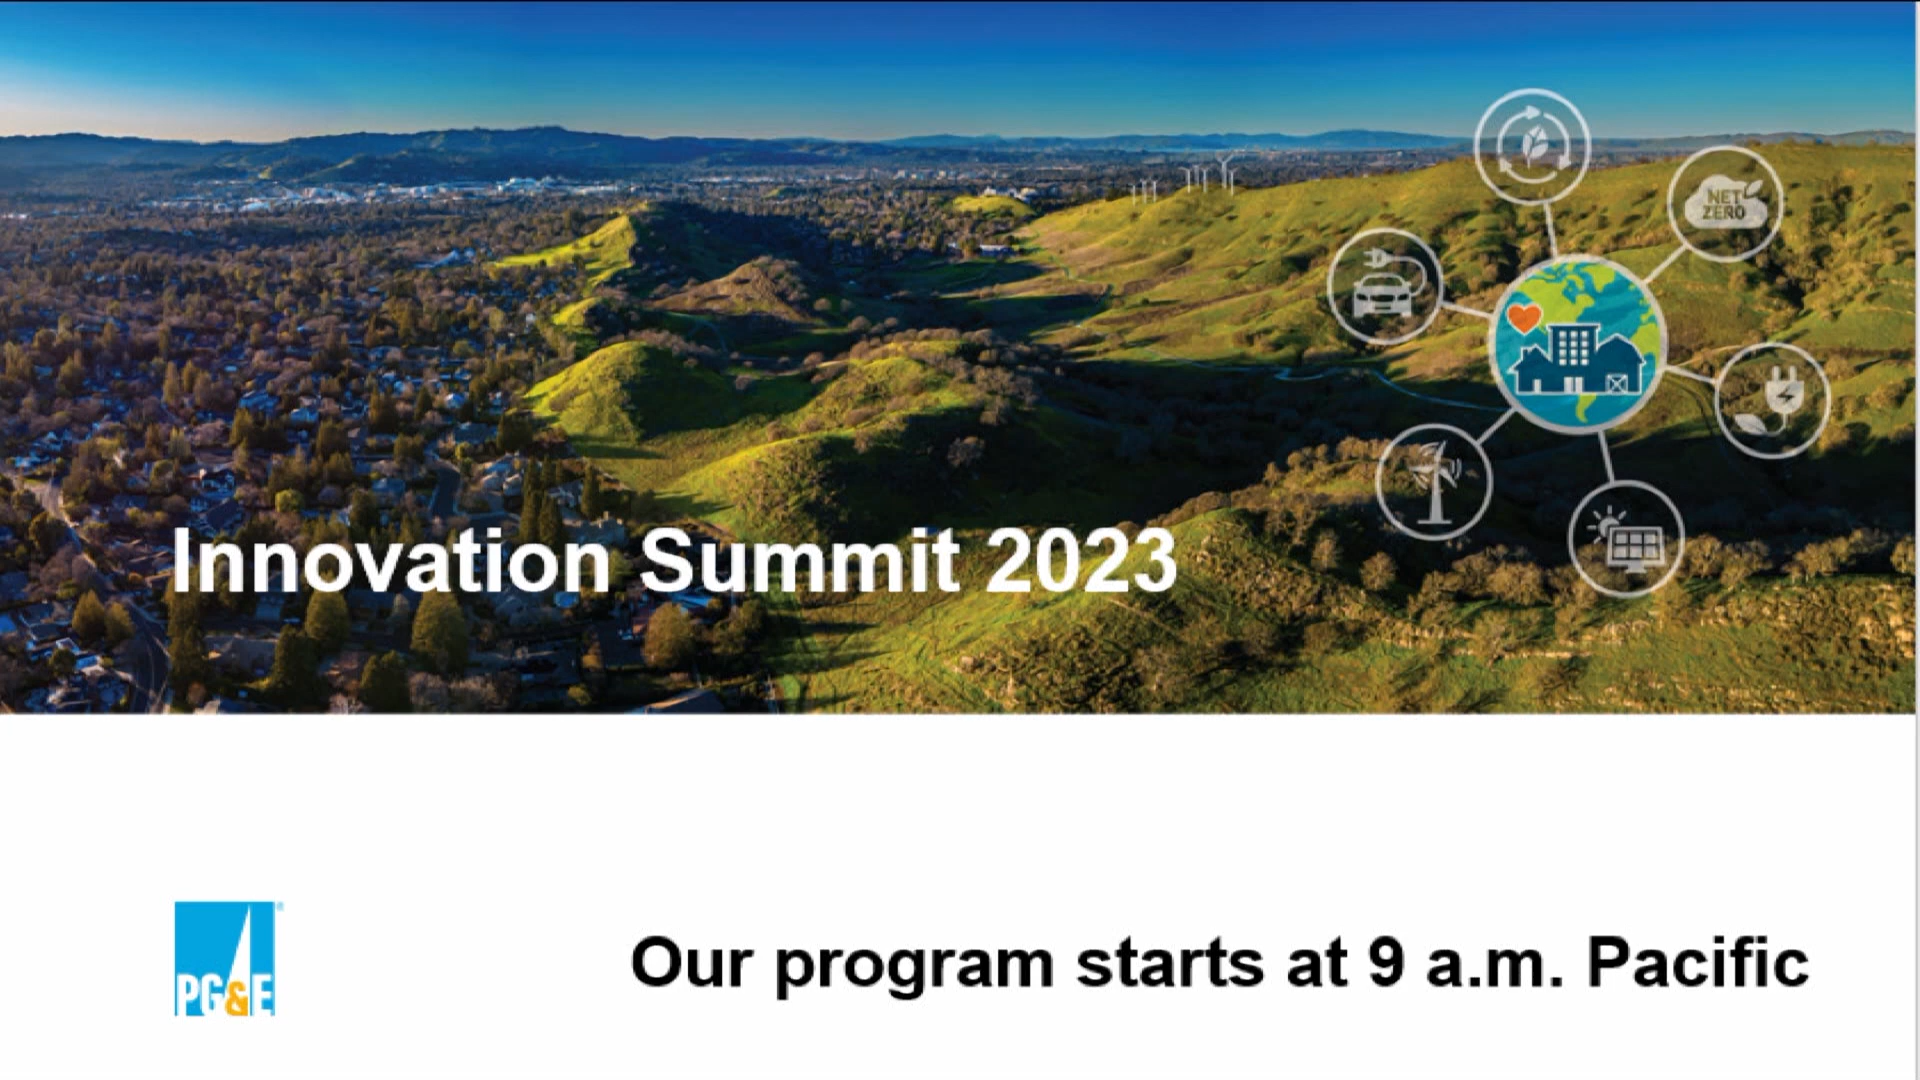 NET
ZERO
Innovation Summit 2023
PG&E
Our program starts at 9 a.m. Pacific